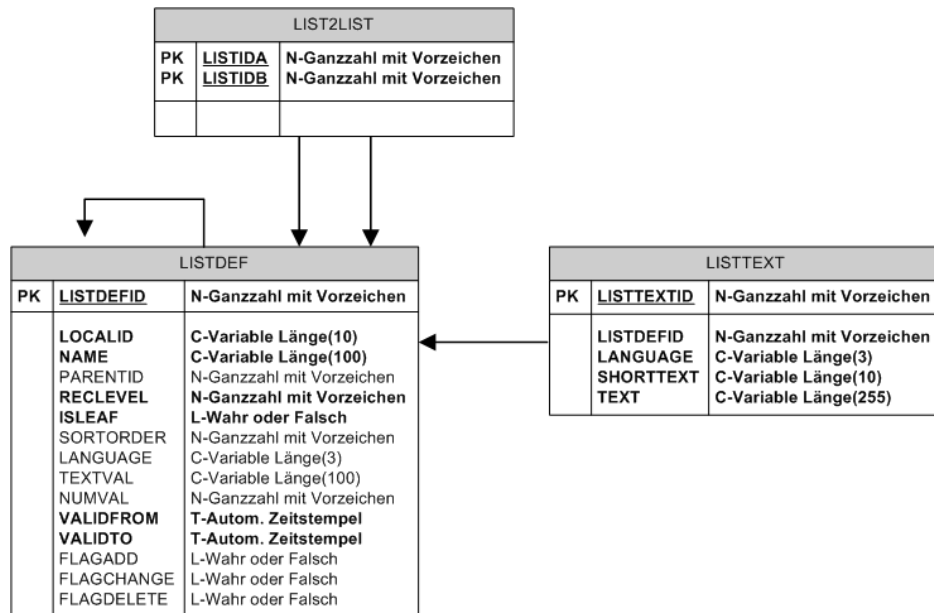 LIST2LIST
PK LISTIDA N-Ganzzahl mit Vorzeichen
PK LISTIDB N-Ganzzahl mit Vorzeichen
LISTDEF
PK LISTDEFID N-Ganzzahl mit Vorzeichen
LOCALID C-Variable Länge(10)
NAME C-Variable Länge(100)
PARENTID N-Ganzzahl mit Vorzeichen
RECLEVEL N-Ganzzahl mit Vorzeichen
ISLEAF L-Wahr oder Falsch
SORTORDER N-Ganzzahl mit Vorzeichen
LANGUAGE C-Variable Länge(3)
TEXTVAL C-Variable Länge(100)
NUMVAL N-Ganzzahl mit Vorzeichen
VALIDFROM T-Autom. Zeitstempel
VALIDTO T-Autom. Zeitstempel
FLAGADD L-Wahr oder Falsch
FLAGCHANGE L-Wahr oder Falsch
FLAGDELETE L-Wahr oder Falsch
LISTTEXT
PK LISTTEXTID N-Ganzzahl mit Vorzeichen
LISTDEFID N-Ganzzahl mit Vorzeichen
LANGUAGE C-Variable Länge(3)
SHORTTEXT C-Variable Länge(10)
TEXT C-Variable Länge(255)